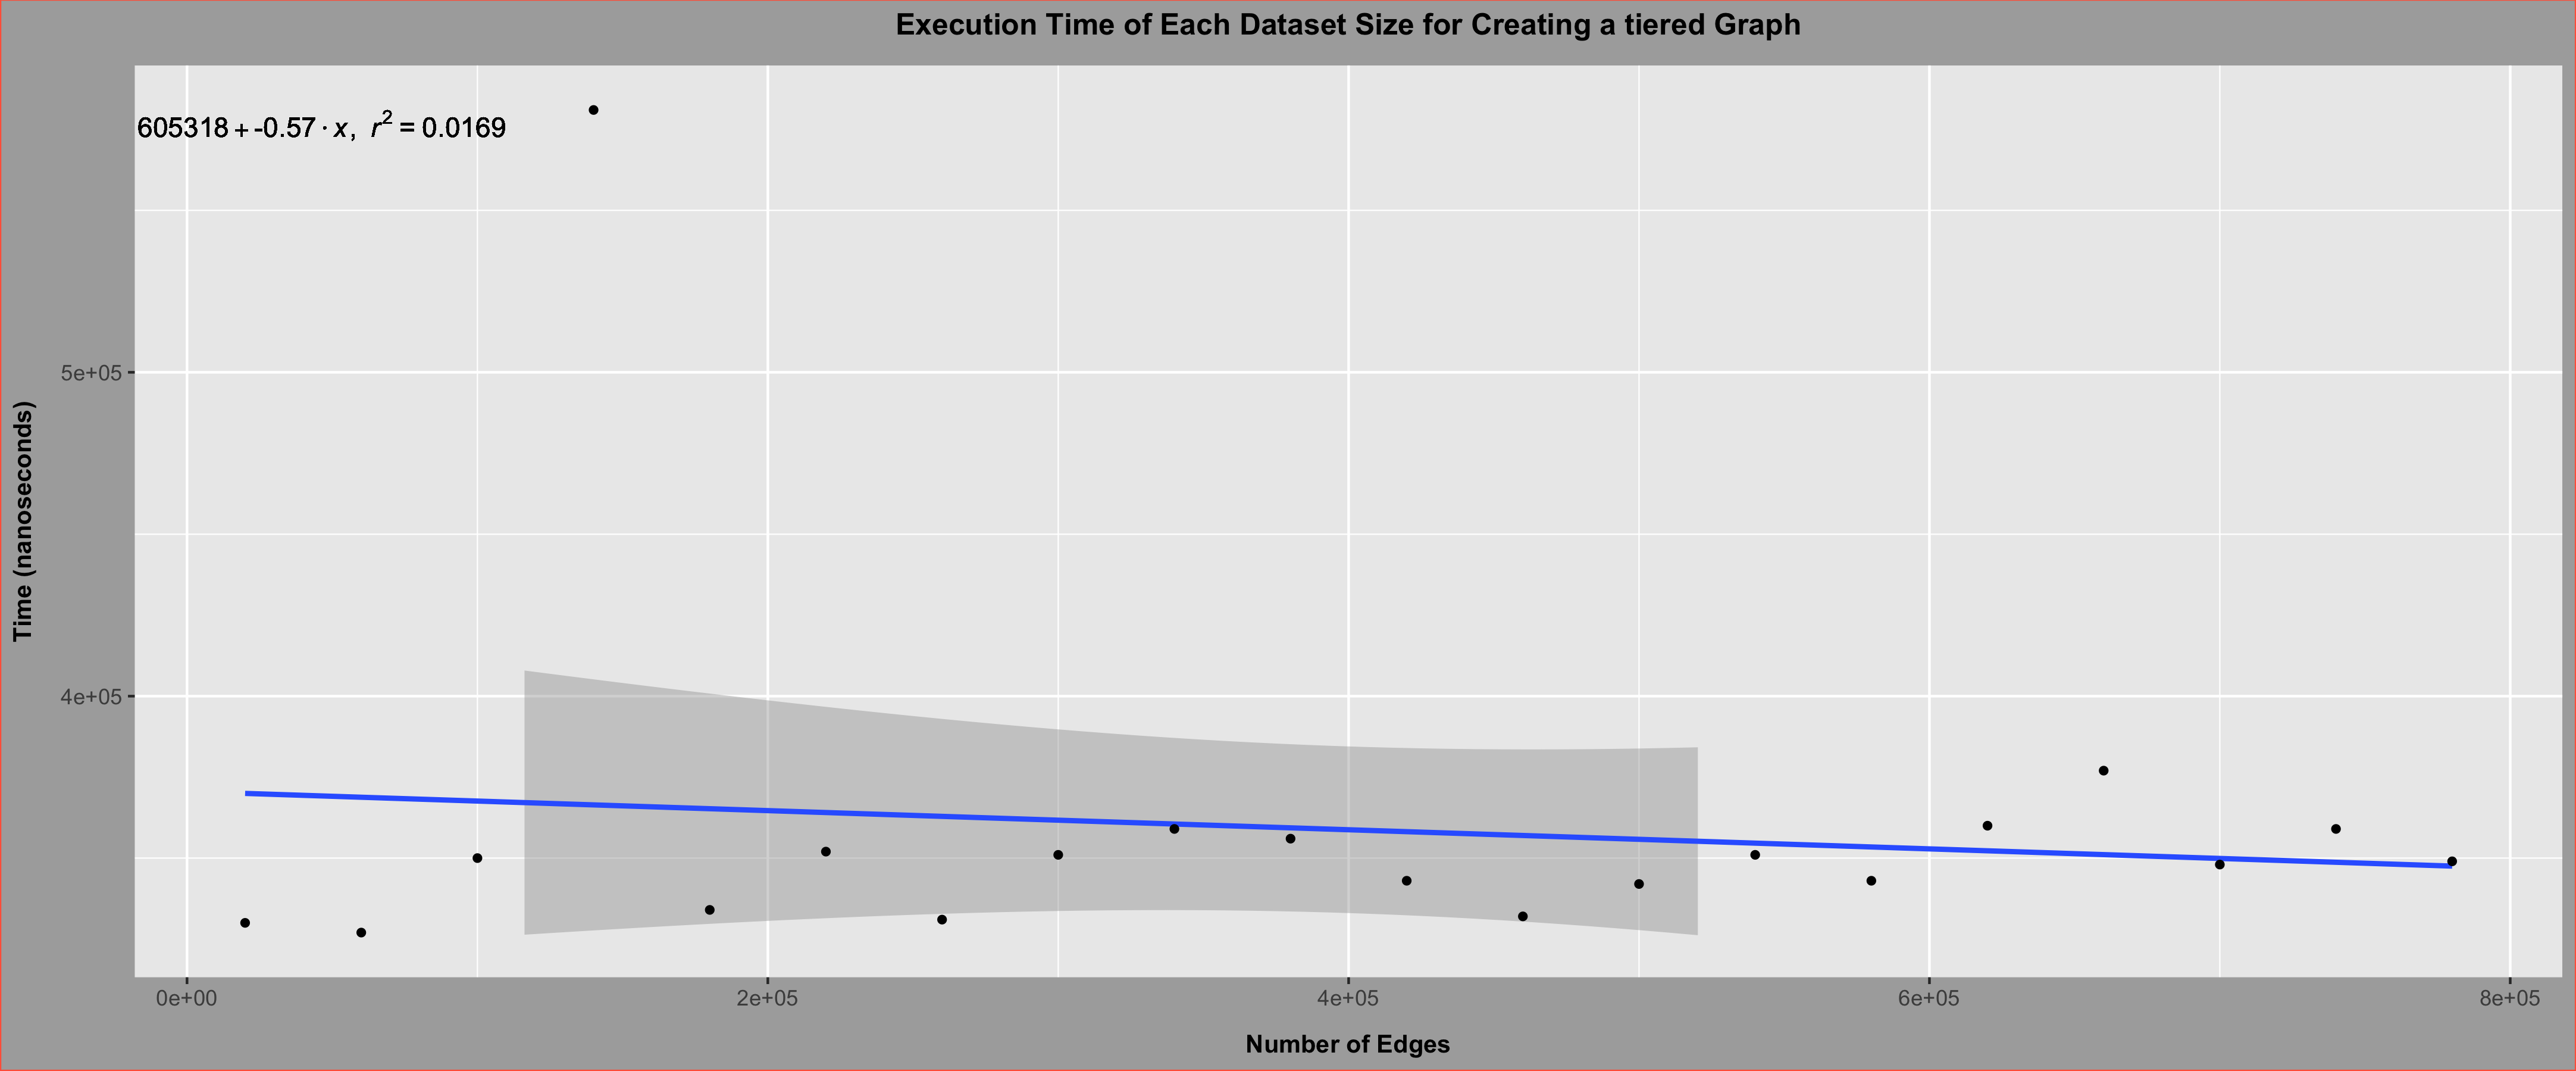 Execution Time of Each Dataset Size for Creating a tiered Graph
605318 + -0.57 · x, r² = 0.0169
5e+05
4e+05
Time (nanoseconds)
0e+00 2e+05 4e+05 6e+05 8e+05
Number of Edges